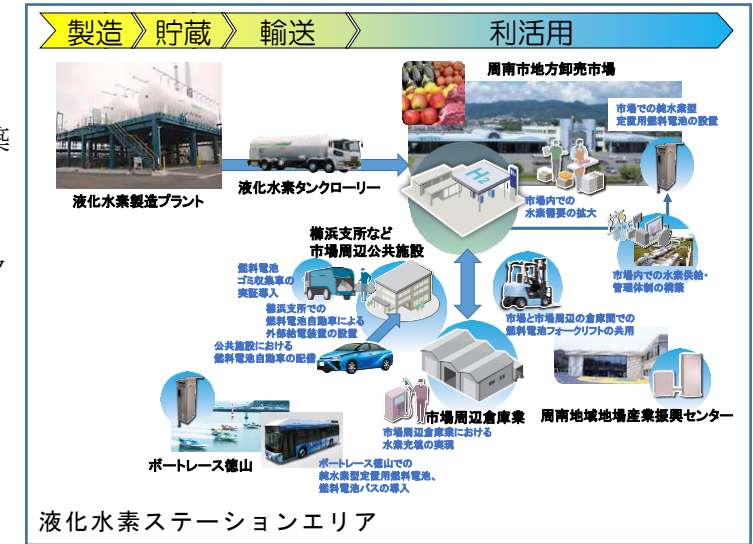 製造
貯蔵
輸送
利活用
周南市地方卸売市場
市場での純水素型
定置用燃料電池の設置
液化水素製造プラント
液化水素タンクローリー
H2
市場内での
水素需要の拡大
櫛浜支所など
市場周辺公共施設
燃料電池
ゴミ収集車の
実証導入
市場内での水素供給・
管理体制の構築
櫛浜支所での
燃料電池自動車による
外部給電装置の設置
市場と市場周辺の倉庫間での
燃料電池フォークリフトの共用
公共施設における
燃料電池自動車の配備
市場周辺倉庫業
周南地域地場産業振興センター
市場周辺倉庫業における
水素充填の実現
ボートレース徳山
ボートレース徳山での
純水素型定置用燃料電池、
燃料電池バスの導入
液化水素ステーションエリア